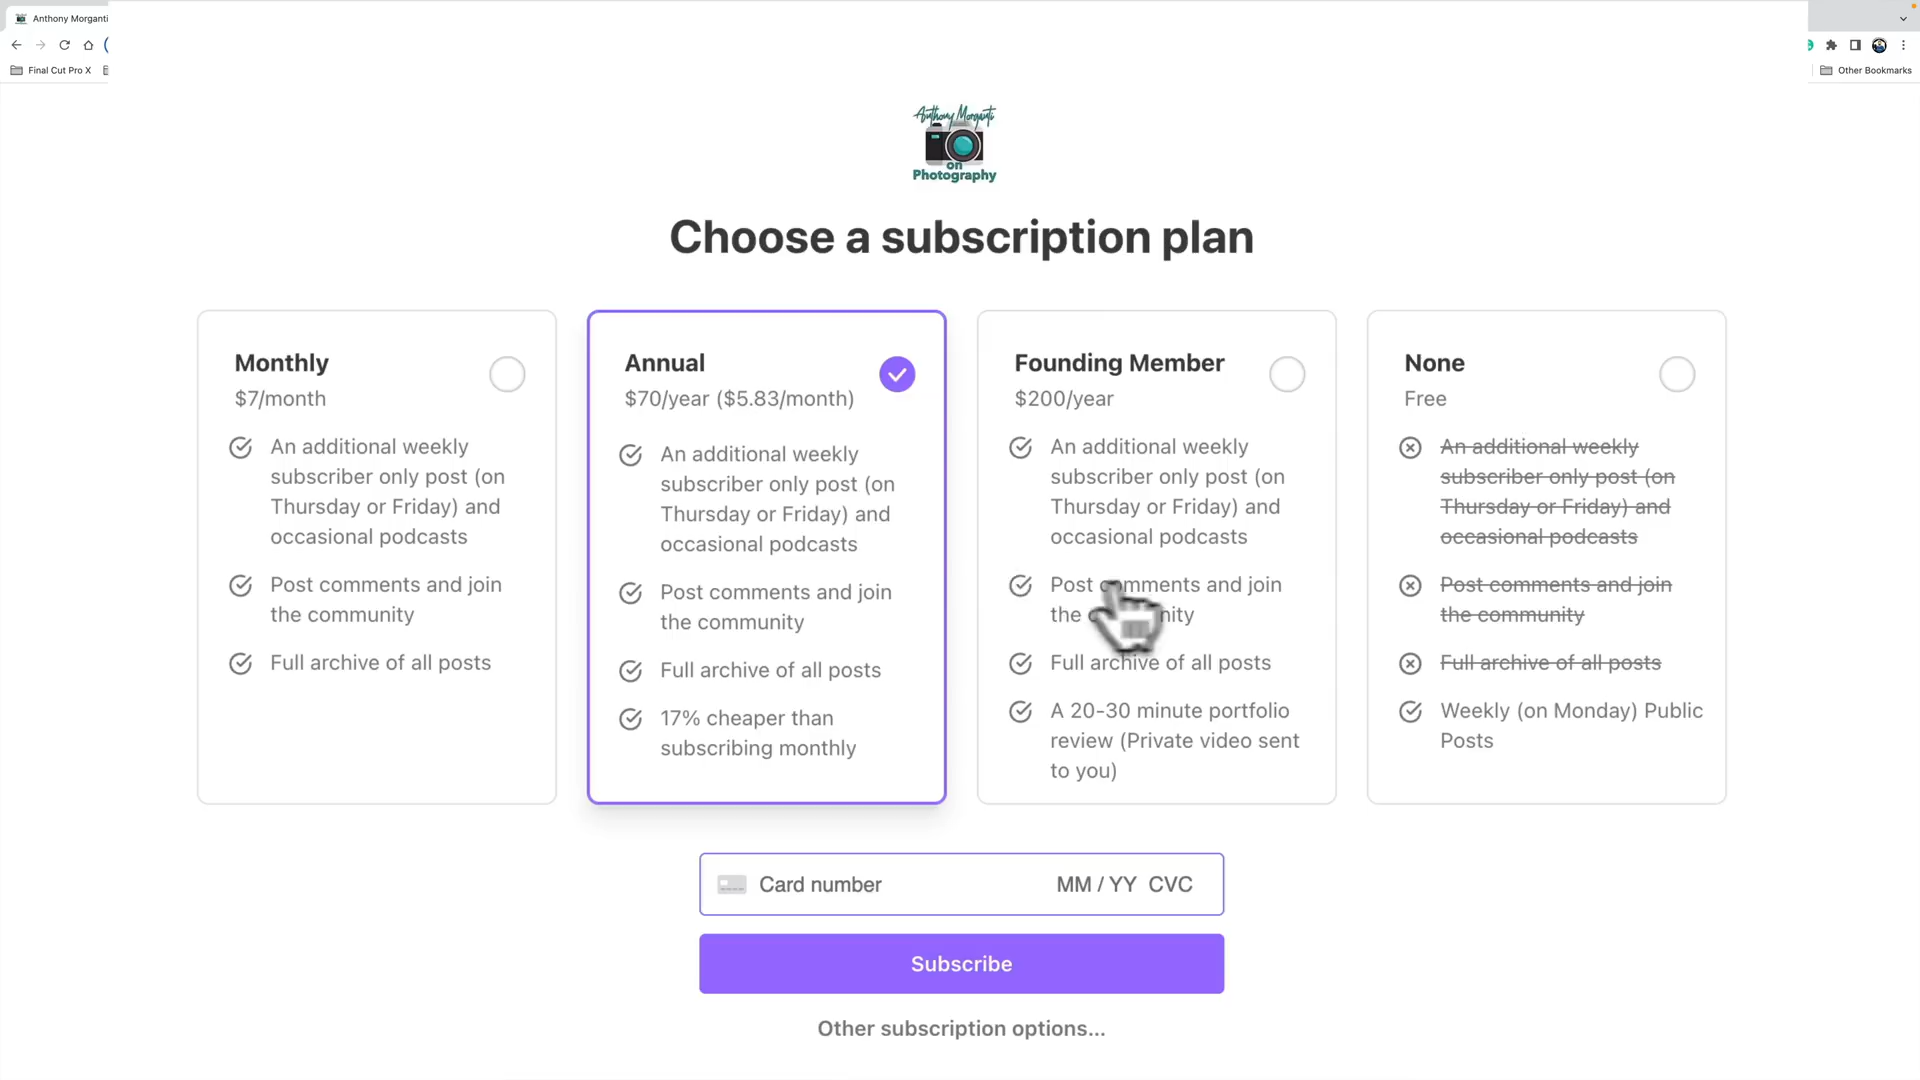 Anthony Morganti
Final Cut Pro X
Other Bookmarks
Anthony Morganti
on
Photography
Choose a subscription plan
Monthly
$7/month
An additional weekly
subscriber only post (on
Thursday or Friday) and
occasional podcasts
Post comments and join
the community
Full archive of all posts
Annual
$70/year ($5.83/month)
An additional weekly
subscriber only post (on
Thursday or Friday) and
occasional podcasts
Post comments and join
the community
Full archive of all posts
17% cheaper than
subscribing monthly
Founding Member
$200/year
An additional weekly
subscriber only post (on
Thursday or Friday) and
occasional podcasts
Post comments and join
the community
Full archive of all posts
A 20-30 minute portfolio
review (Private video sent
to you)
None
Free
An additional weekly
subscriber only post (on
Thursday or Friday) and
occasional podcasts
Post comments and join
the community
Full archive of all posts
Weekly (on Monday) Public
Posts
Card number MM / YY CVC
Subscribe
Other subscription options...